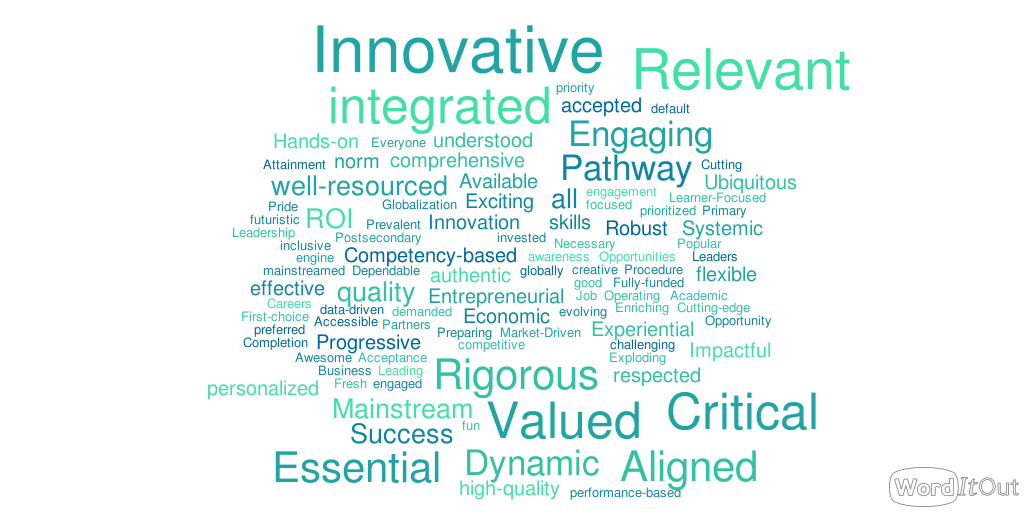 Innovative
Relevant
integrated
priority
accepted
default
Engaging
Hands-on
Everyone
understood
Attainment
norm
comprehensive
Pathway
Cutting
well-resourced
Available
Ubiquitous
engagement
Learner-Focused
Pride
Globalization
Exciting
all
focused
prioritized
Primary
futuristic
ROI
Prevalent
Innovation
skills
Robust
Systemic
Leadership
Postsecondary
invested
inclusive
Necessary
Popular
engine
Competency-based
awareness
Opportunities
Leaders
mainstreamed
Dependable
authentic
globally
creative
Procedure
flexible
effective
quality
good
Fully-funded
Entrepreneurial
Job
Operating
Academic
Careers
data-driven
demanded
Economic
evolving
Enriching
Cutting-edge
First-choice
Accessible
Partners
Opportunity
preferred
Preparing
Market-Driven
Experiential
Completion
Progressive
competitive
challenging
Impactful
Awesome
Acceptance
Exploding
Business
Leading
Rigorous
respected
personalized
Fresh
engaged
Mainstream
Valued
Critical
Success
fun
Essential
Dynamic
Aligned
high-quality
performance-based
WordItOut